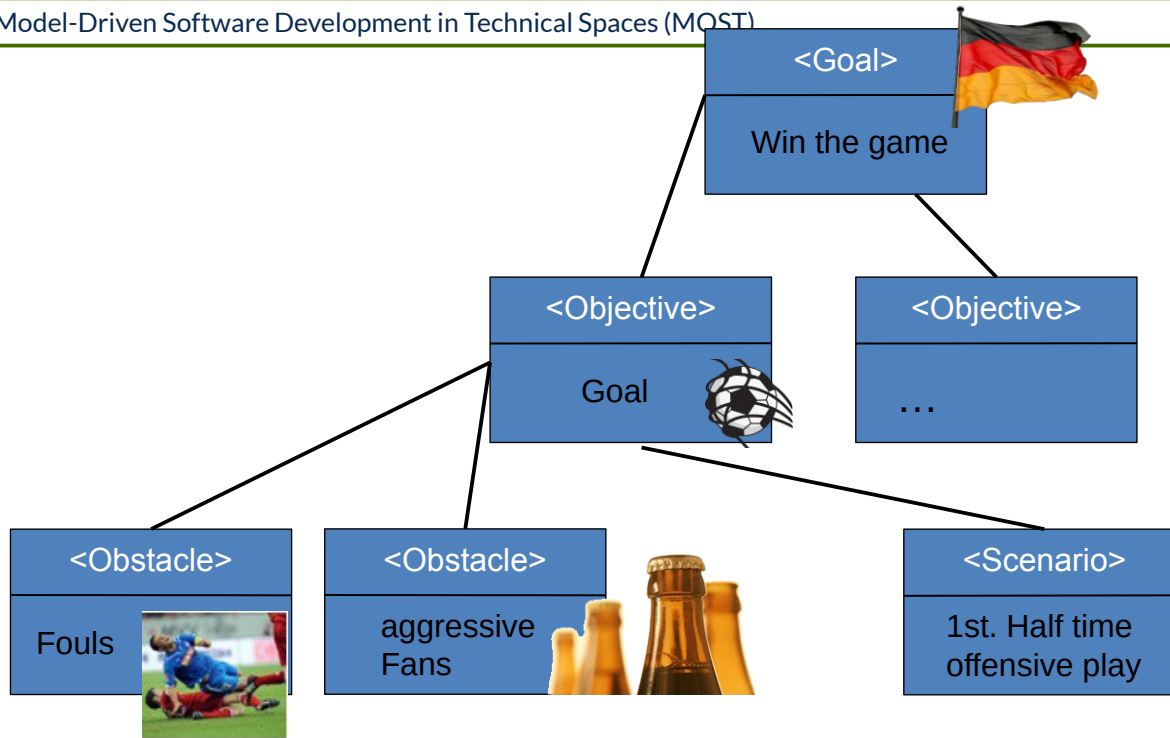 Model-Driven Software Development in Technical Spaces (MOST)
<Goal>
Win the game
<Objective>
Goal
<Objective>
...
<Obstacle>
Fouls
<Obstacle>
aggressive
Fans
<Scenario>
1st. Half time
offensive play